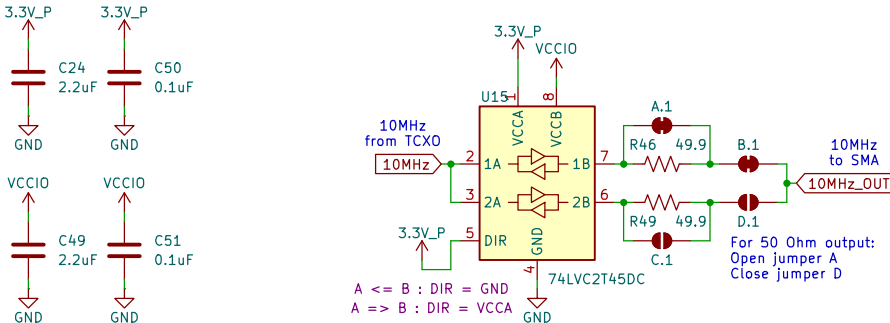 3.3V_P
3.3V_P
C24
2.2uF
C50
0.1uF
GND
GND
VCCIO
VCCIO
C49
2.2uF
C51
0.1uF
GND
GND
3.3V_P
VCCIO
U15
1
8
VCCA
VCCB
10MHz
from TCXO
10MHz
2
1A
1B
7
3
2A
2B
6
3.3V_P
5
DIR
GND
4
74LVC2T45DC
GND
A <= B : DIR = GND
A => B : DIR = VCCA
A.1
R46
49.9
B.1
R49
49.9
D.1
C.1
10MHz
to SMA
10MHz_OUT
For 50 Ohm output:
Open jumper A
Close jumper D